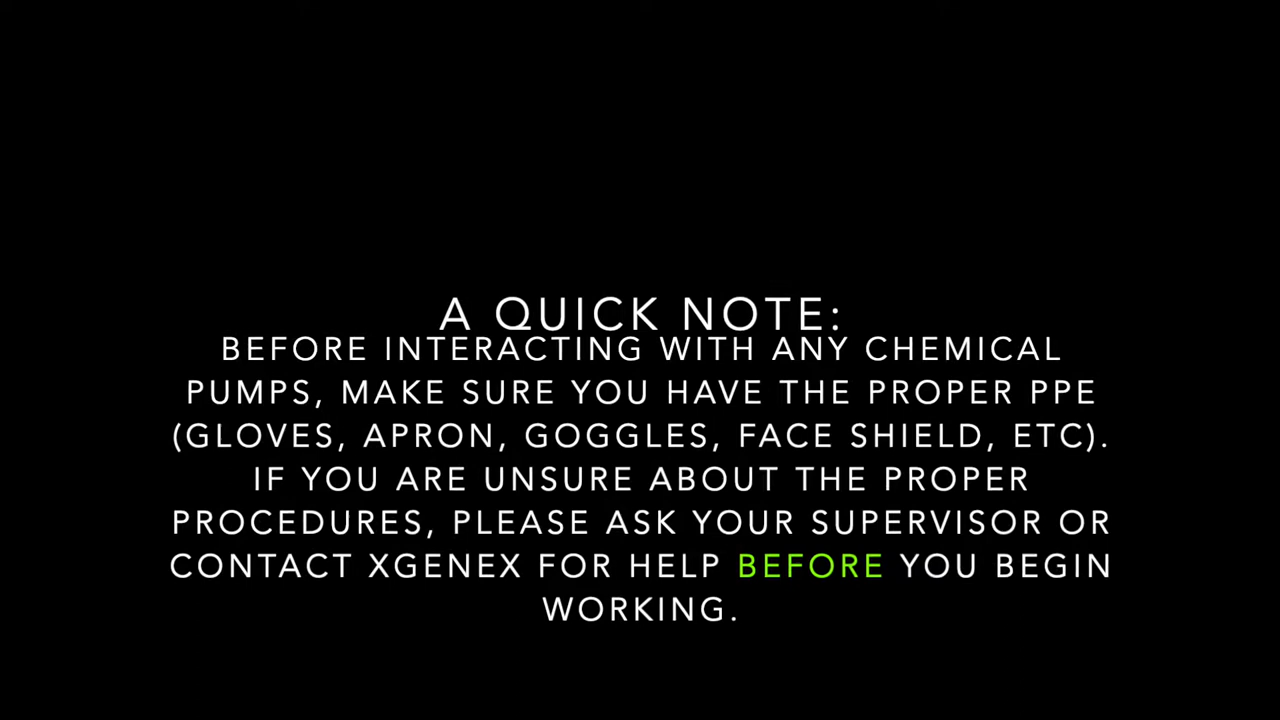 A QUICK NOTE:
BEFORE INTERACTING WITH ANY CHEMICAL
PUMPS, MAKE SURE YOU HAVE THE PROPER PPE
(GLOVES, APRON, GOGGLES, FACE SHIELD, ETC).
IF YOU ARE UNSURE ABOUT THE PROPER
PROCEDURES, PLEASE ASK YOUR SUPERVISOR OR
CONTACT XGENEX FOR HELP BEFORE YOU BEGIN
WORKING.